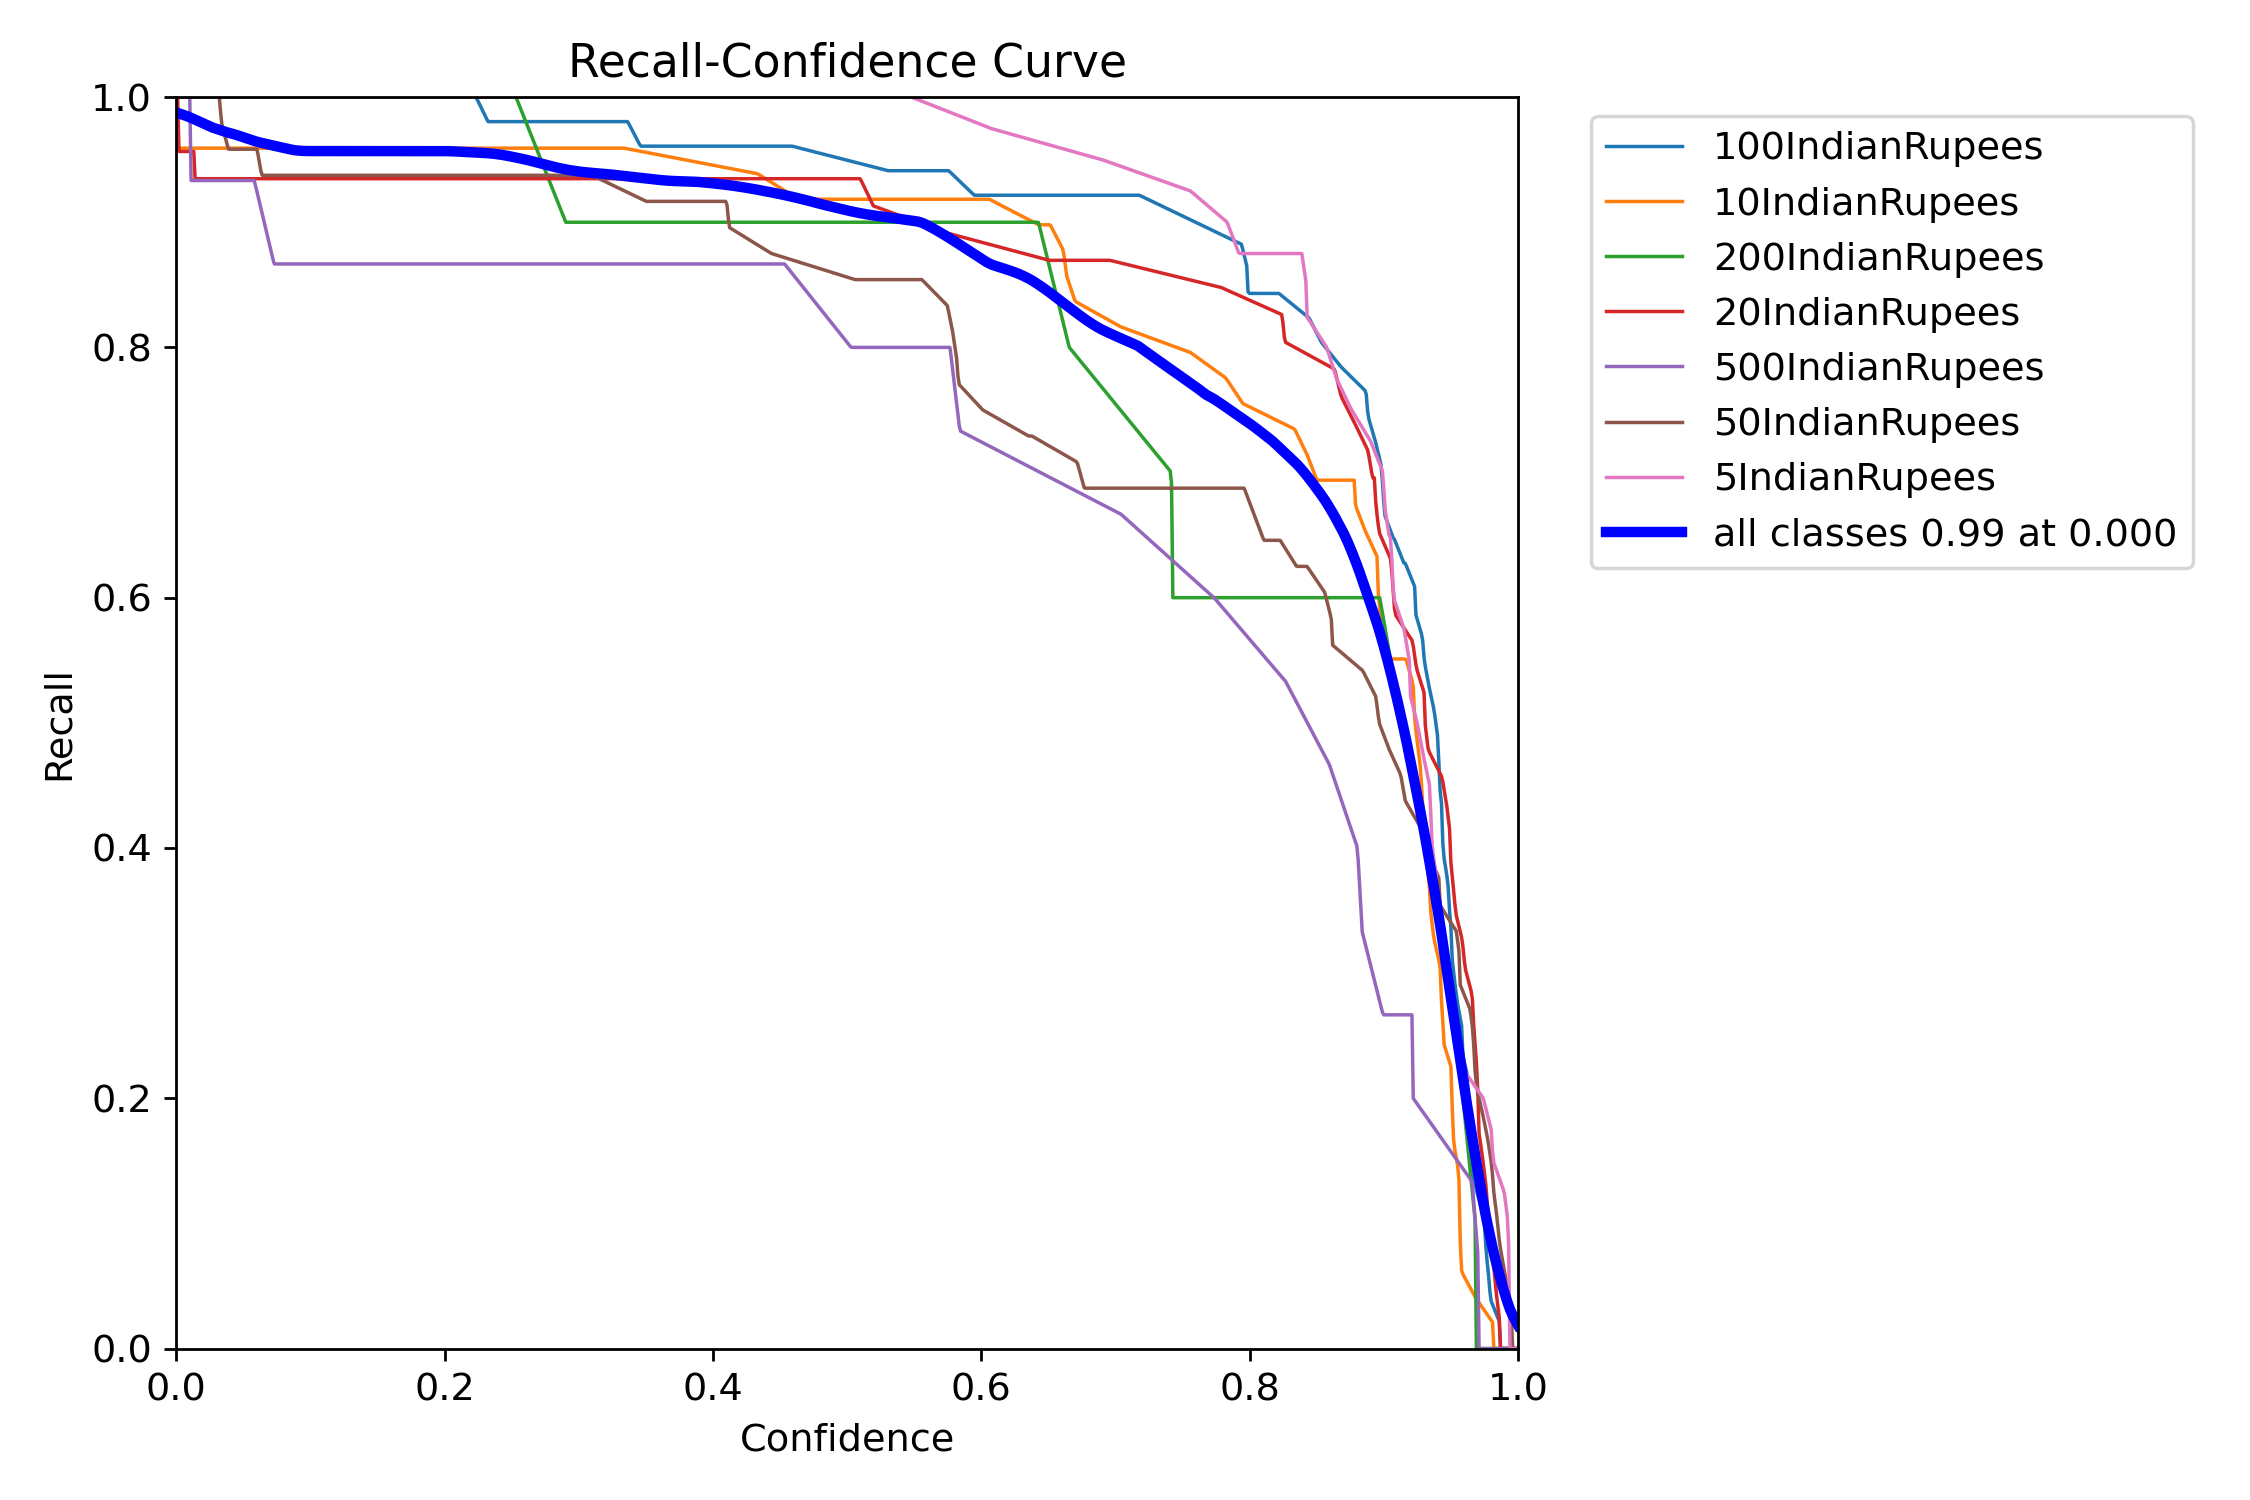 Recall-Confidence Curve
1.0
0.8
0.6
0.4
0.2
0.0
Recall
0.0 0.2 0.4 0.6 0.8 1.0
Confidence
100IndianRupees
10IndianRupees
200IndianRupees
20IndianRupees
500IndianRupees
50IndianRupees
5IndianRupees
all classes 0.99 at 0.000